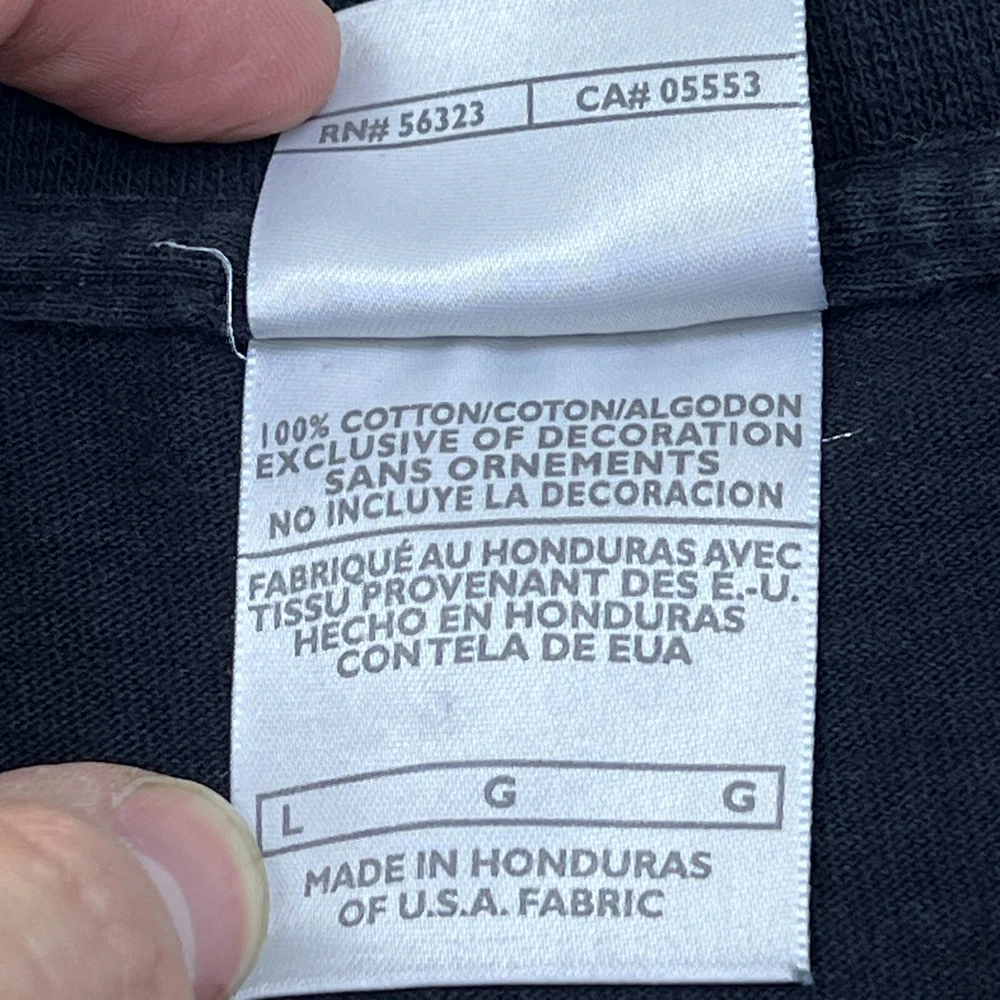 RN# 56323 CA# 05553
100% COTTON/COTON/ALGODON
EXCLUSIVE OF DECORATION
SANS ORNEMENTS
NO INCLUYE LA DECORACION
FABRIQUÉ AU HONDURAS AVEC
TISSU PROVENANT DES É.-U.
HECHO EN HONDURAS
CON TELA DE EUA
L G G
MADE IN HONDURAS
OF U.S.A. FABRIC